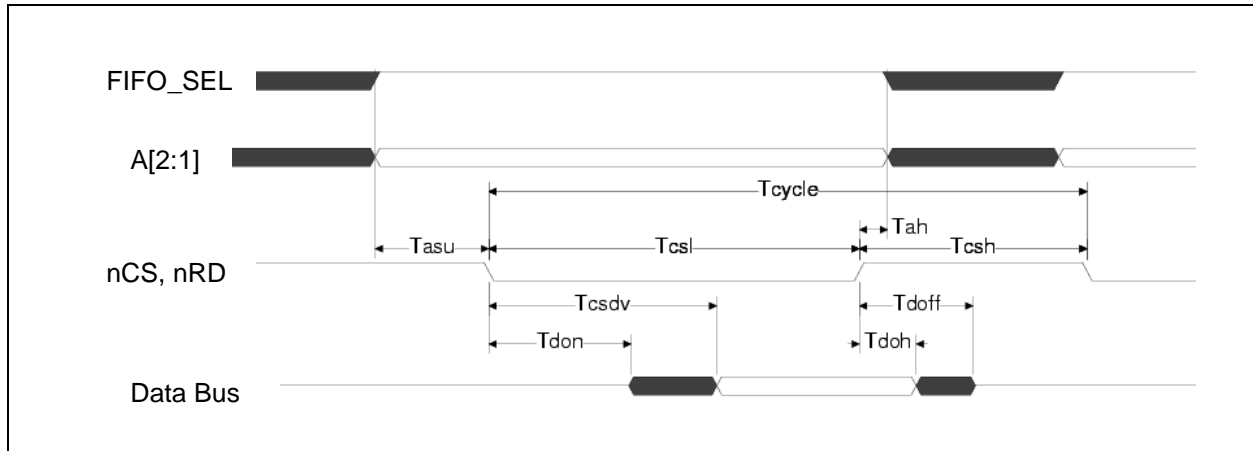 FIFO_SEL
A[2:1]
Tcycle
Tah
Tasu
Tcsl
Tcsh
nCS, nRD
Tcsdv
Tdoff
Tdon
Tdoh
Data Bus